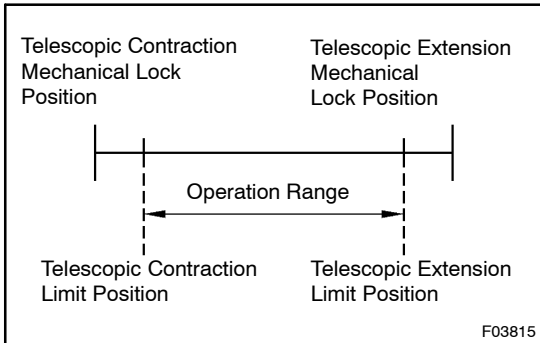 Telescopic Contraction
Mechanical Lock
Position
Telescopic Extension
Mechanical
Lock Position
Operation Range
Telescopic Contraction
Limit Position
Telescopic Extension
Limit Position
F03815